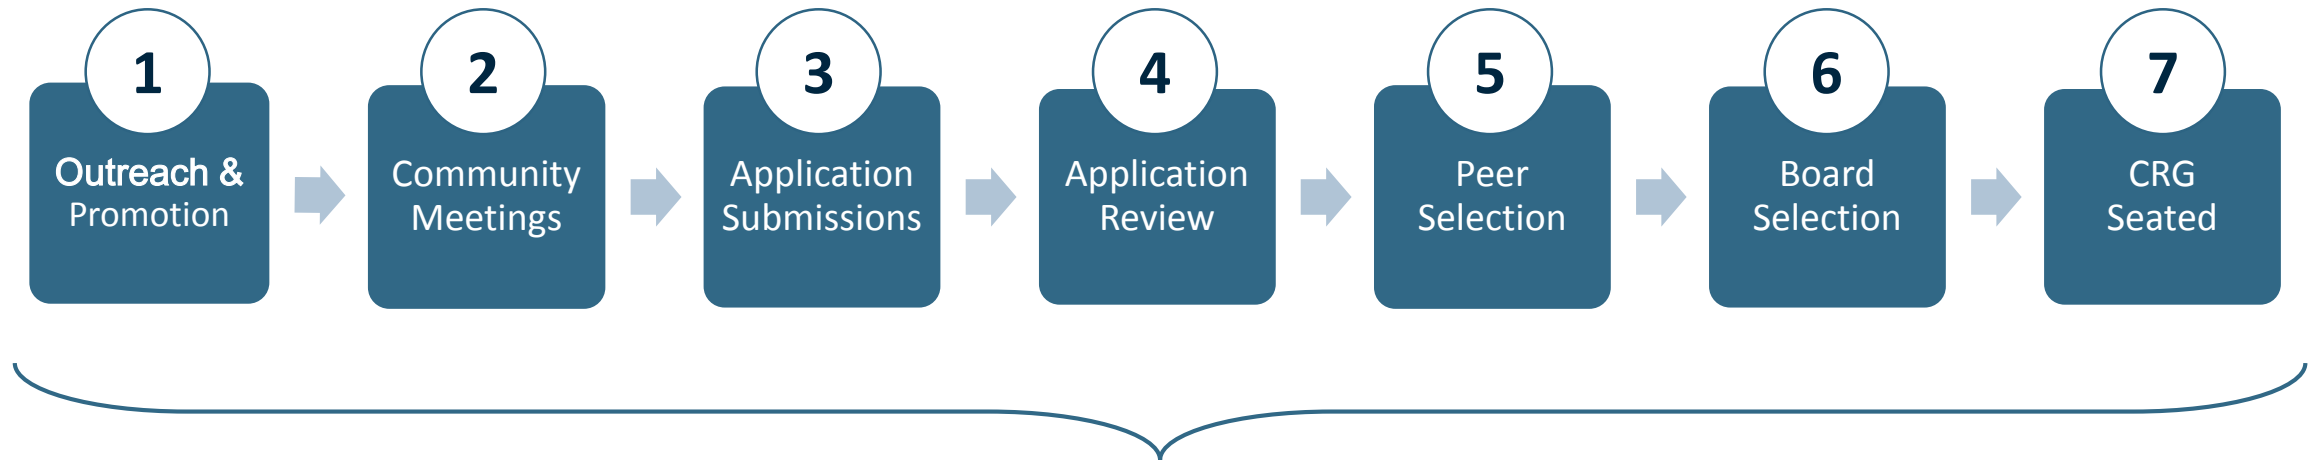 1
Outreach &
Promotion
2
Community
Meetings
3
Application
Submissions
4
Application
Review
5
Peer
Selection
6
Board
Selection
7
CRG
Seated